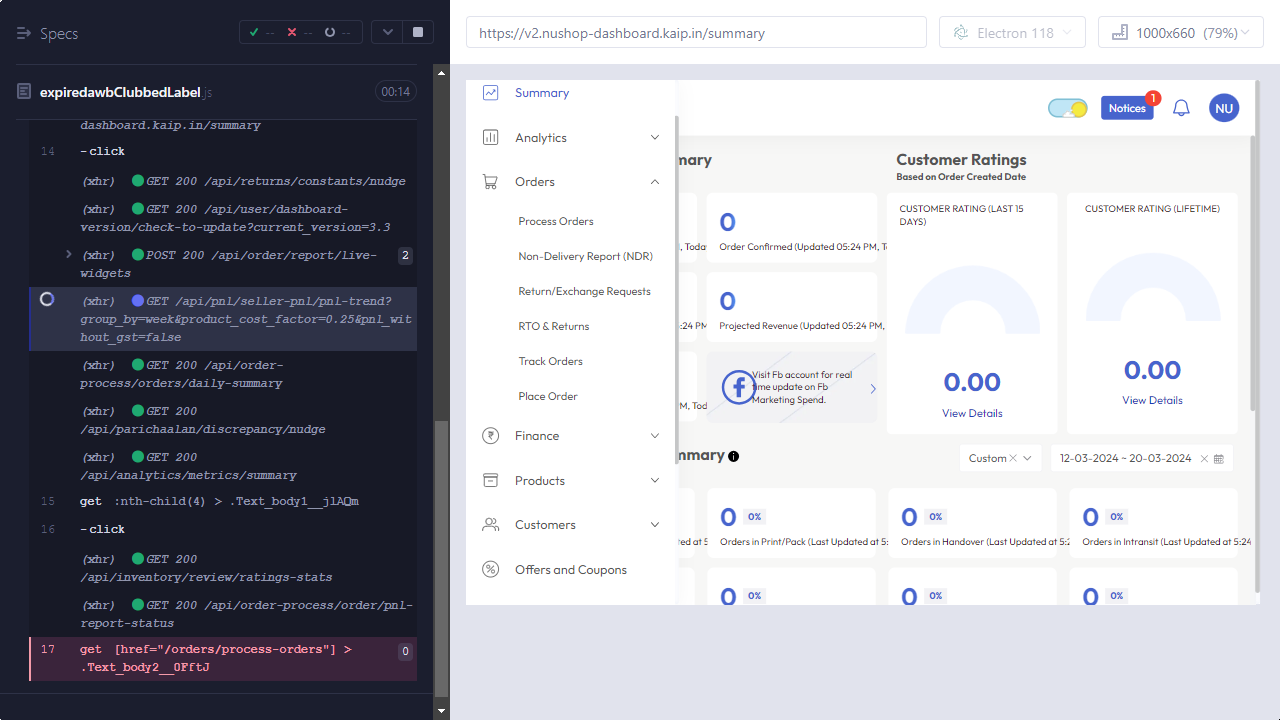 Specs
-- -- --
https://v2.nushop-dashboard.kaip.in/summary
Electron 118
1000x660 (79%)
expiredawbClubbedLabel.js
00:14
dashboard.kaip.in/summary
14 -click
(xhr) GET 200 /api/returns/constants/nudge
(xhr) GET 200 /api/user/dashboard-
version/check-to-update?current_version=3.3
(xhr) POST 200 /api/order/report/live-
widgets
2
(xhr) GET /api/pnl/seller-pnl/pnl-trend?
group_by=week&product_cost_factor=0.25&pnl_wit
hout_gst=false
(xhr) GET 200 /api/order-
process/orders/daily-summary
(xhr) GET 200
/api/parichaalan/discrepancy/nudge
(xhr) GET 200
/api/analytics/metrics/summary
15 get :nth-child(4) > .Text_body1__jlAQm
16 -click
(xhr) GET 200
/api/inventory/review/ratings-stats
(xhr) GET 200 /api/order-process/order/pnl-
report-status
17 get [href="/orders/process-orders"] >
.Text_body2__0FftJ
0
Summary
Analytics
Orders
Process Orders
Non-Delivery Report (NDR)
Return/Exchange Requests
RTO & Returns
Track Orders
Place Order
Finance
Products
Customers
Offers and Coupons
Notices
1
NU
mary
Customer Ratings
Based on Order Created Date
, Toda
0
Order Confirmed (Updated 05:24 PM, T
:24 PM
0
Projected Revenue (Updated 05:24 PM,
M, Tod
Visit Fb account for real
time update on Fb
Marketing Spend.
CUSTOMER RATING (LAST 15
DAYS)
0.00
View Details
CUSTOMER RATING (LIFETIME)
0.00
View Details
mmary
Custom
12-03-2024 ~ 20-03-2024
ed at 5
0 0%
Orders in Print/Pack (Last Updated at 5:
0 0%
Orders in Handover (Last Updated at 5:2
0 0%
Orders in Intransit (Last Updated at 5:24
0 0%
0 0%
0 0%